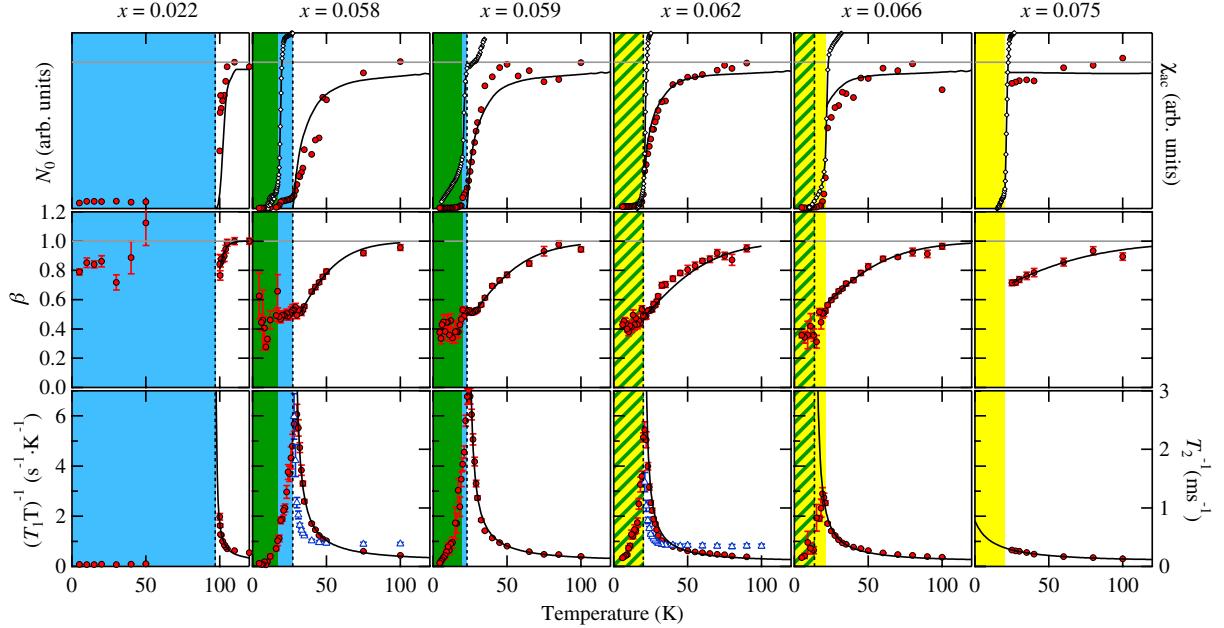 x = 0.022 x = 0.058 x = 0.059 x = 0.062 x = 0.066 x = 0.075
N₀ (arb. units)
χac (arb. units)
1.2
1.0
0.8
0.6
0.4
0.2
0.0
β
6
4
2
0
(T₁T)⁻¹ (s⁻¹·K⁻¹)
3
2
1
0
T₂⁻¹ (ms⁻¹)
0 50 100 0 50 100 0 50 100 0 50 100 0 50 100 0 50 100
Temperature (K)